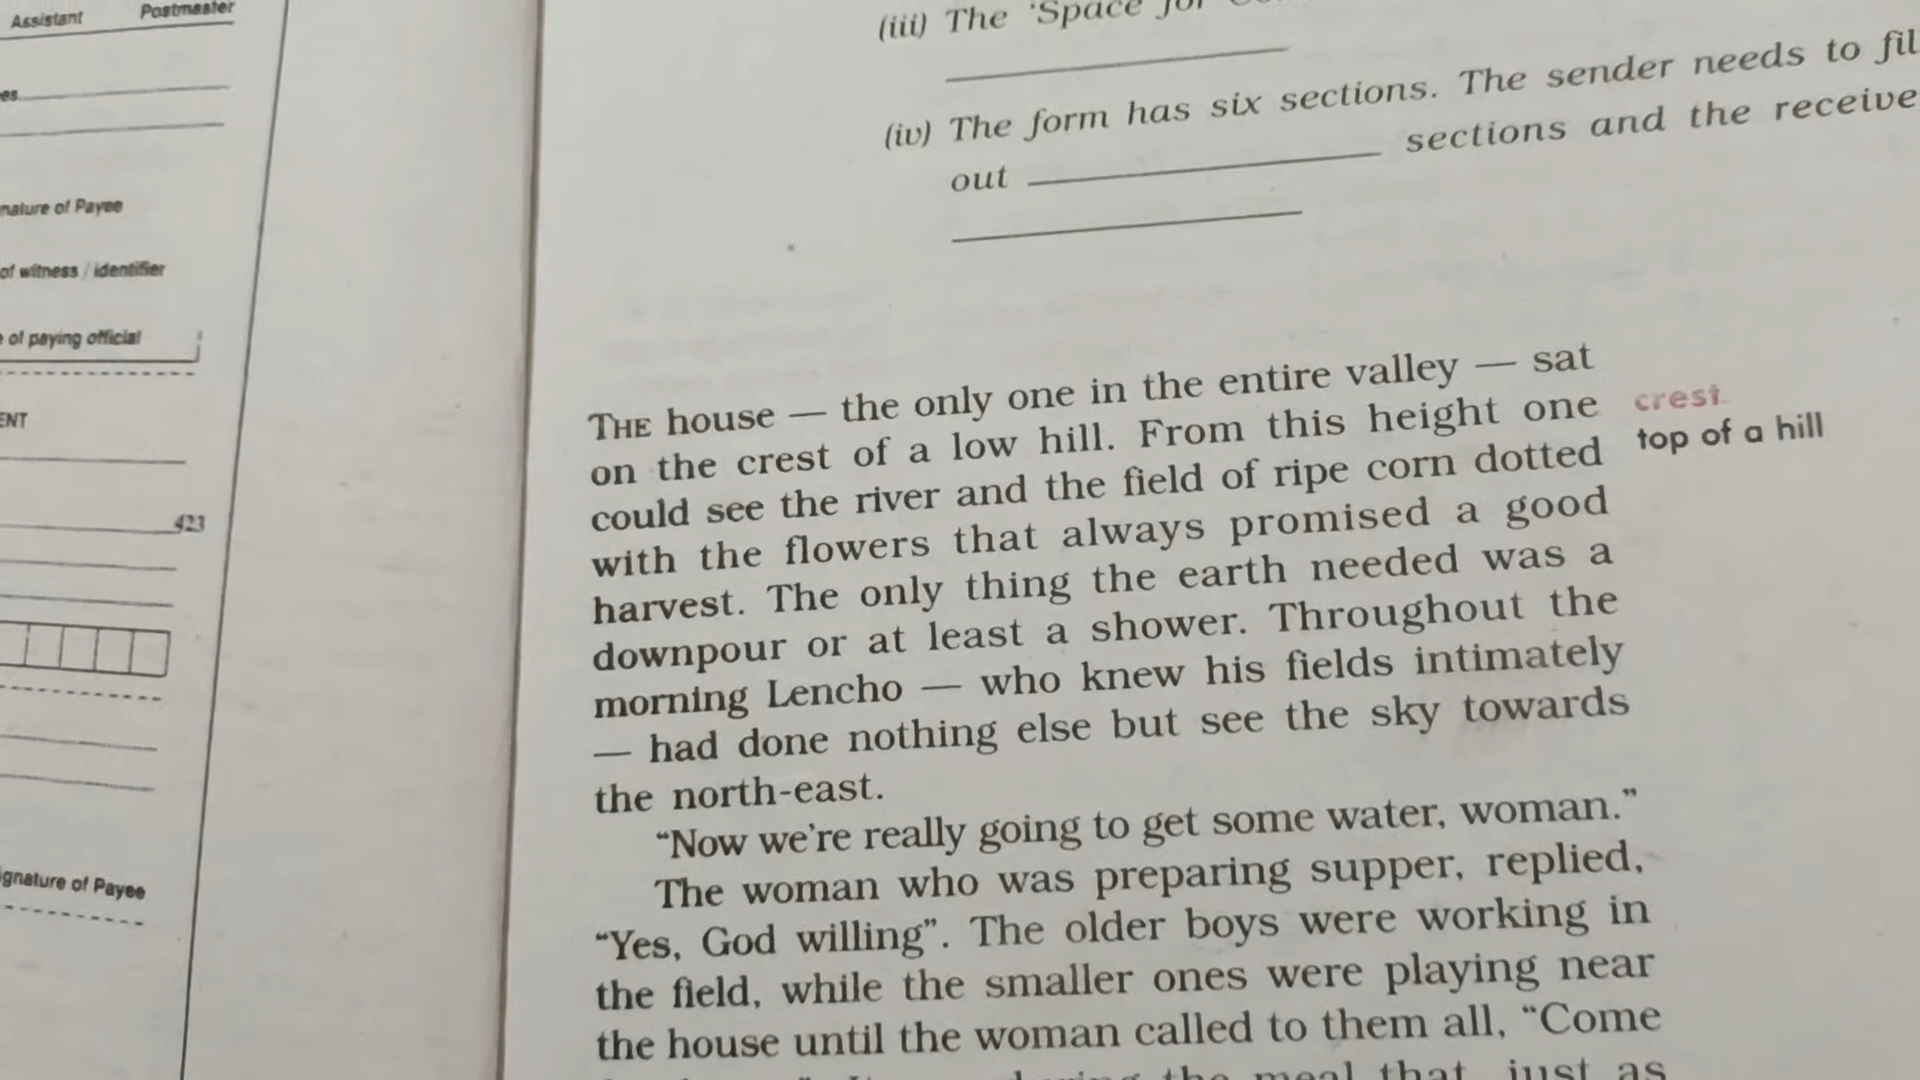 Assistant Postmaster
nature of Payee
of witness / identifier
of paying official
423
ignature of Payee
(iii) The 'Space
(iv) The form has six sections. The sender needs to fil
out ____________ sections and the receive
THE house — the only one in the entire valley — sat
on the crest of a low hill. From this height one
could see the river and the field of ripe corn dotted
with the flowers that always promised a good
harvest. The only thing the earth needed was a
downpour or at least a shower. Throughout the
morning Lencho — who knew his fields intimately
— had done nothing else but see the sky towards
the north-east.
“Now we're really going to get some water, woman.”
The woman who was preparing supper, replied,
“Yes, God willing”. The older boys were working in
the field, while the smaller ones were playing near
the house until the woman called to them all, “Come
the meal that, just as
crest
top of a hill